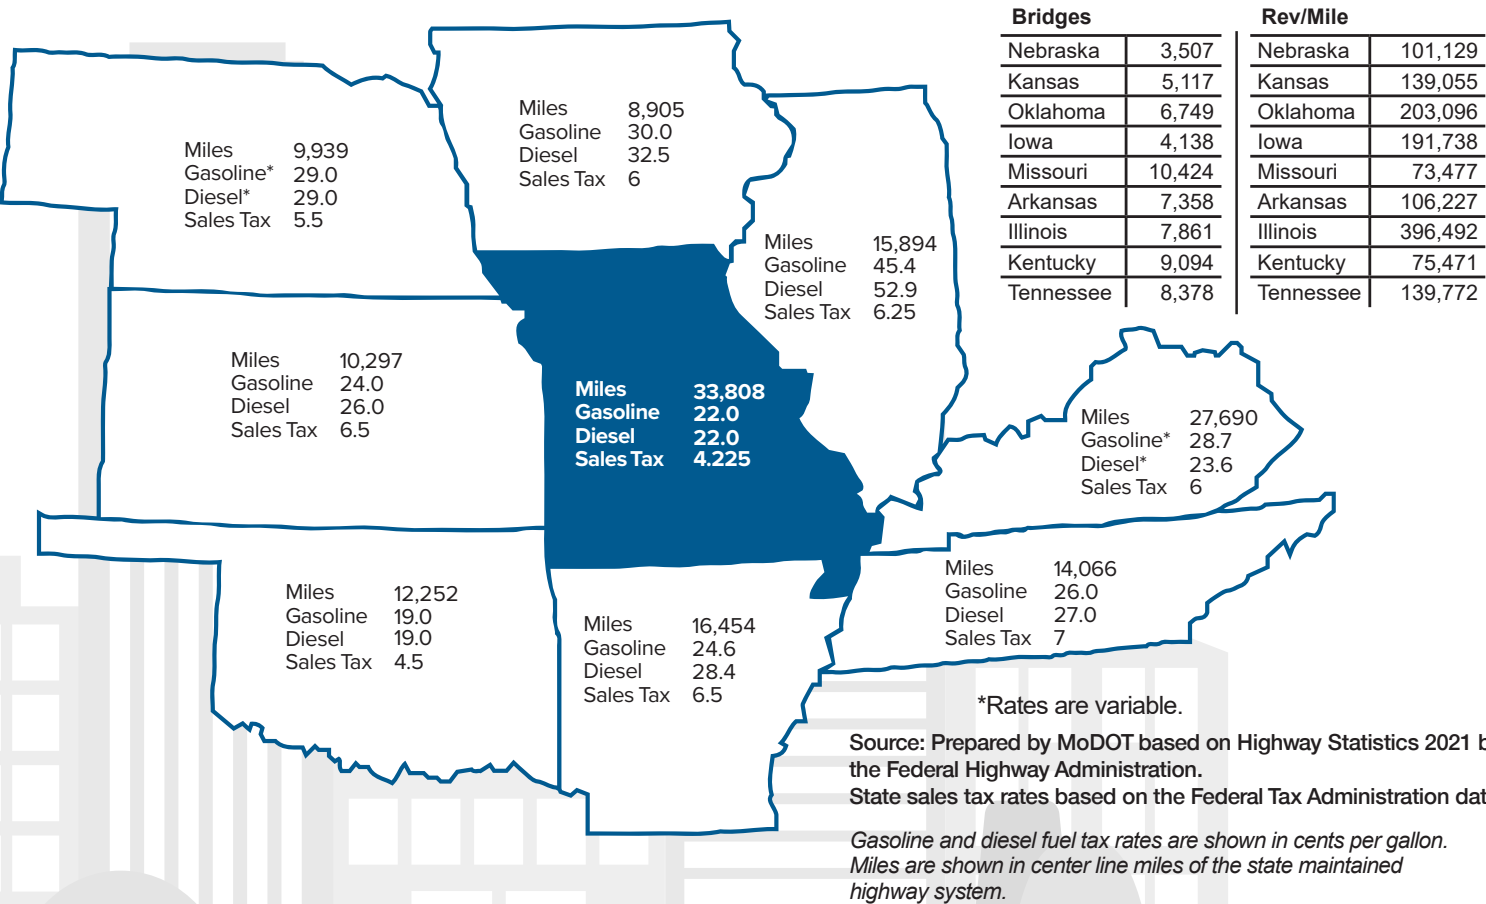 Bridges
Nebraska 3,507
Kansas 5,117
Oklahoma 6,749
Iowa 4,138
Missouri 10,424
Arkansas 7,358
Illinois 7,861
Kentucky 9,094
Tennessee 8,378
Rev/Mile
Nebraska 101,129
Kansas 139,055
Oklahoma 203,096
Iowa 191,738
Missouri 73,477
Arkansas 106,227
Illinois 396,492
Kentucky 75,471
Tennessee 139,772
Miles 9,939
Gasoline* 29.0
Diesel* 29.0
Sales Tax 5.5
Miles 8,905
Gasoline 30.0
Diesel 32.5
Sales Tax 6
Miles 15,894
Gasoline 45.4
Diesel 52.9
Sales Tax 6.25
Miles 10,297
Gasoline 24.0
Diesel 26.0
Sales Tax 6.5
Miles 33,808
Gasoline 22.0
Diesel 22.0
Sales Tax 4.225
Miles 27,690
Gasoline* 28.7
Diesel* 23.6
Sales Tax 6
Miles 12,252
Gasoline 19.0
Diesel 19.0
Sales Tax 4.5
Miles 16,454
Gasoline 24.6
Diesel 28.4
Sales Tax 6.5
Miles 14,066
Gasoline 26.0
Diesel 27.0
Sales Tax 7
*Rates are variable.
Source: Prepared by MoDOT based on Highway Statistics 2021 b
the Federal Highway Administration.
State sales tax rates based on the Federal Tax Administration dat
Gasoline and diesel fuel tax rates are shown in cents per gallon.
Miles are shown in center line miles of the state maintained
highway system.